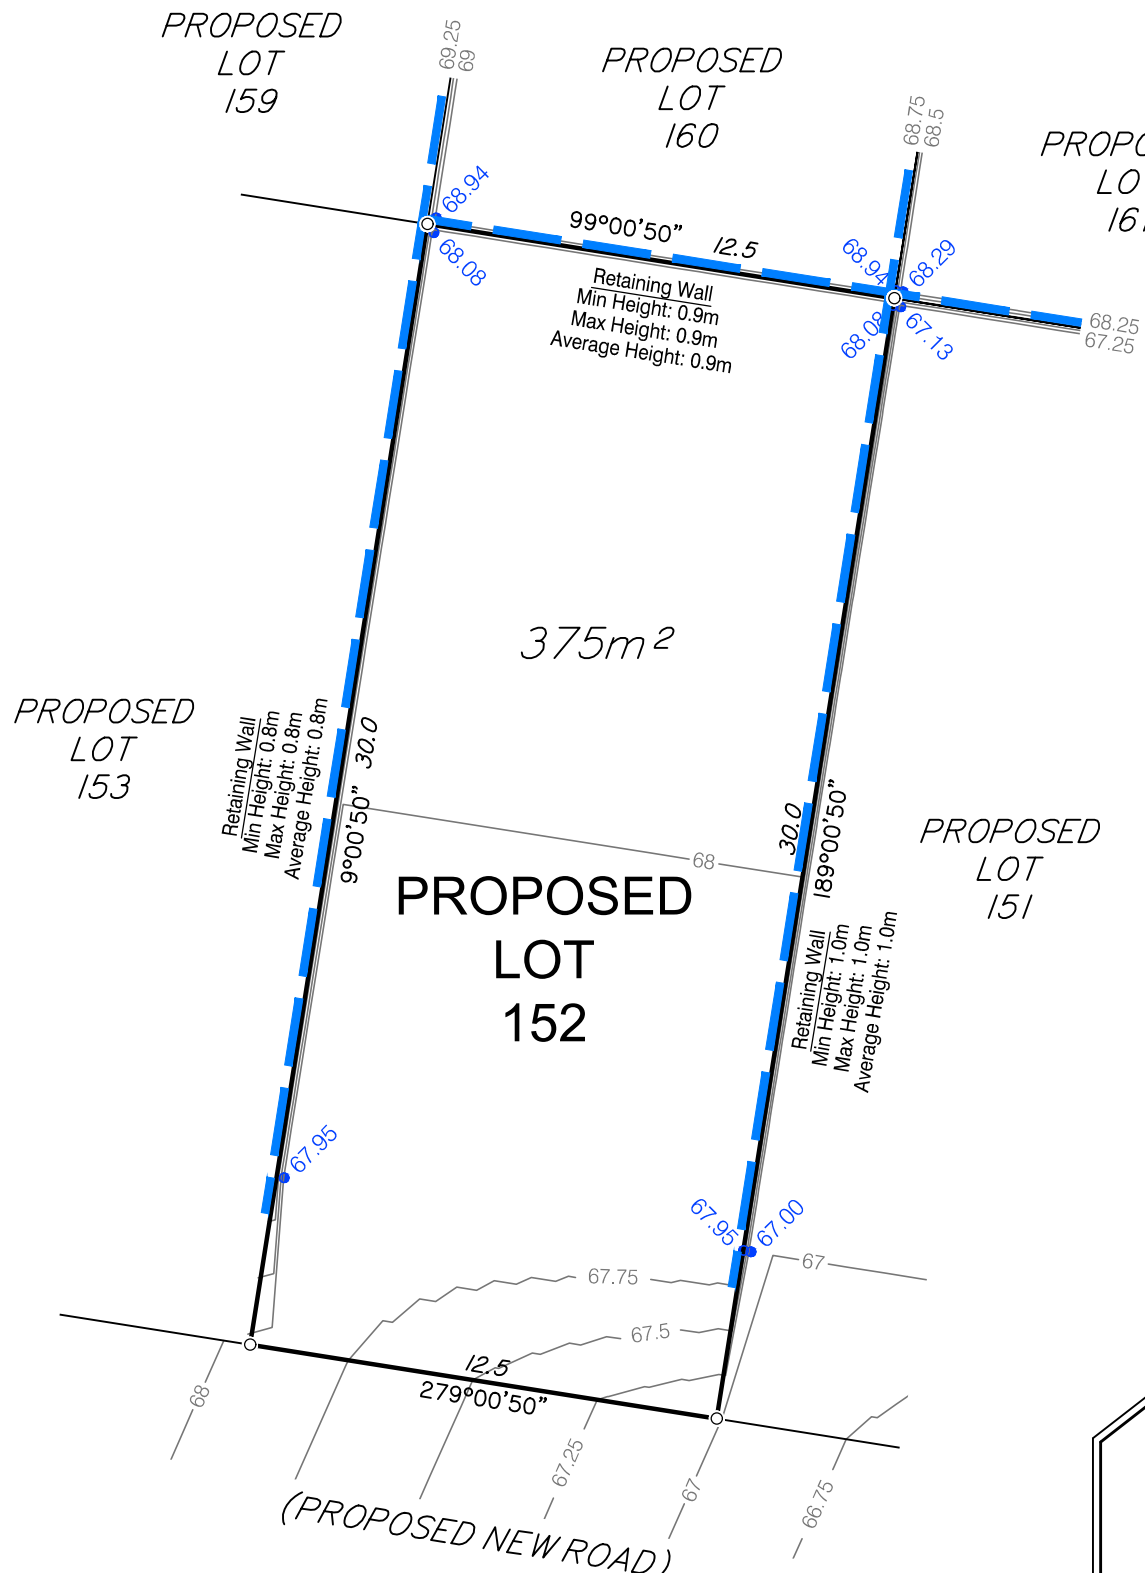 PROPOSED
LOT
159
69.25
69
PROPOSED
LOT
160
68.75
68.5
PROPO
LO
161
68.94
68.08
99°00'50"
12.5
Retaining Wall
Min Height: 0.9m
Max Height: 0.9m
Average Height: 0.9m
68.94
68.29
68.08
67.13
68.25
67.25
375m²
PROPOSED
LOT
153
Retaining Wall
Min Height: 0.8m
Max Height: 0.8m
Average Height: 0.8m
30.0
9°00'50"
68
30.0
189°00'50"
PROPOSED
LOT
151
PROPOSED
LOT
152
Retaining Wall
Min Height: 1.0m
Max Height: 1.0m
Average Height: 1.0m
67.95
67.95
67.00
67
67.75
67.5
12.5
279°00'50"
68
67.25
67
66.75
(PROPOSED NEW ROAD)